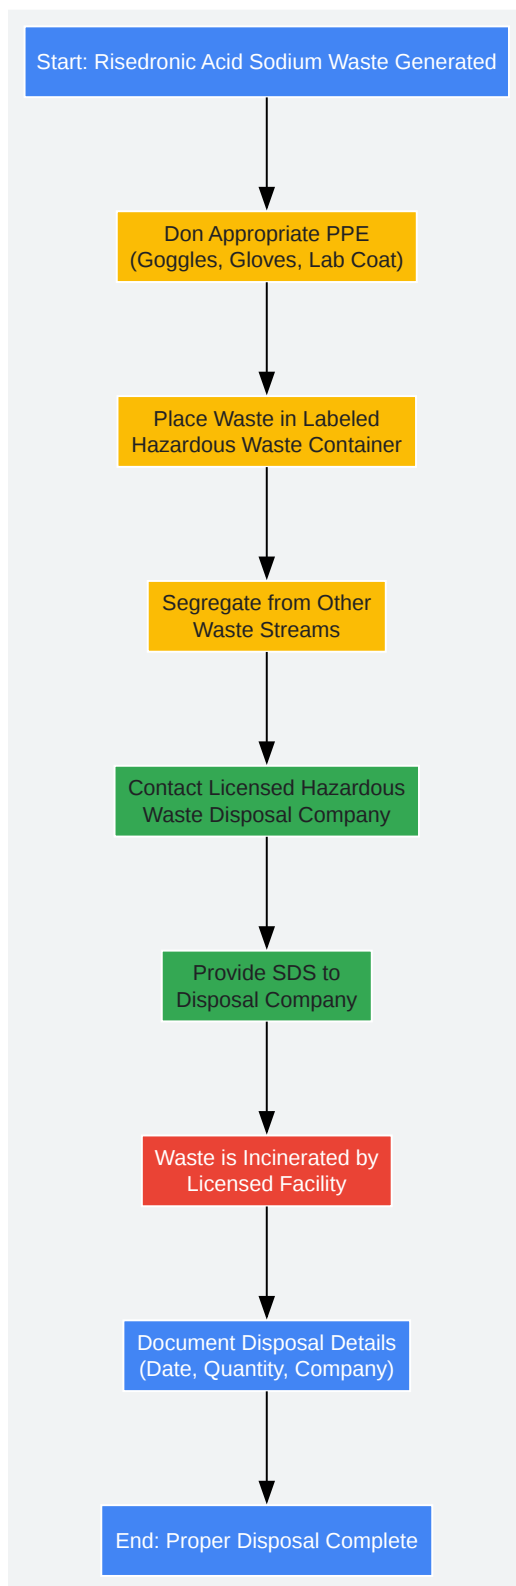 Start: Risedronic Acid Sodium Waste Generated
Don Appropriate PPE
(Goggles, Gloves, Lab Coat)
Place Waste in Labeled
Hazardous Waste Container
Segregate from Other
Waste Streams
Contact Licensed Hazardous
Waste Disposal Company
Provide SDS to
Disposal Company
Waste is Incinerated by
Licensed Facility
Document Disposal Details
(Date, Quantity, Company)
End: Proper Disposal Complete